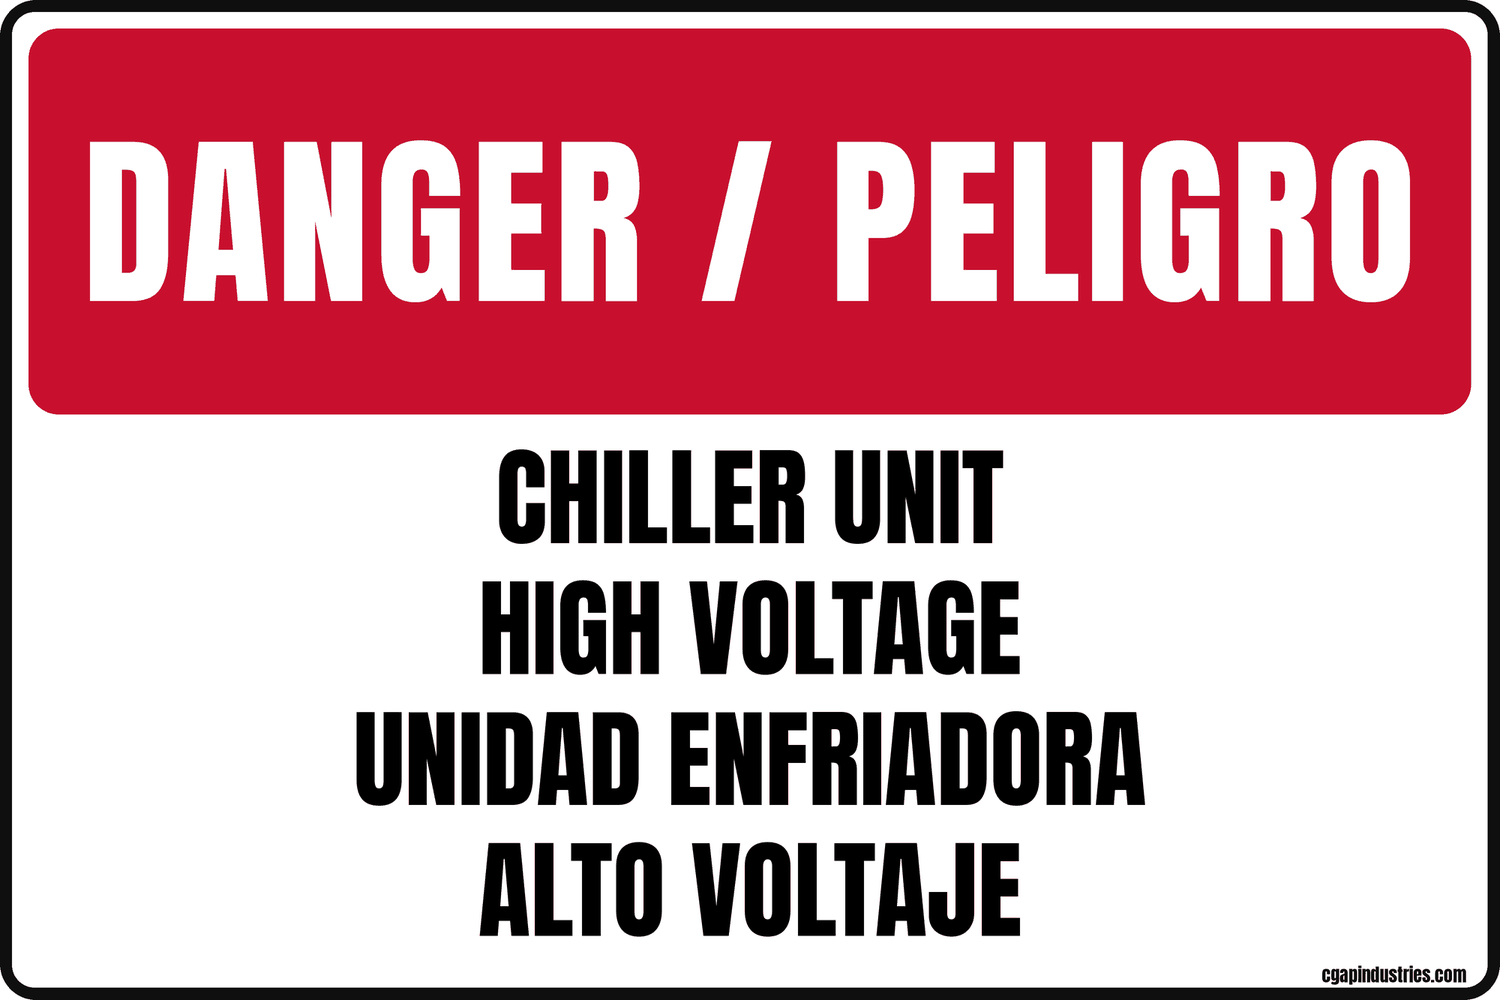 DANGER / PELIGRO
CHILLER UNIT
HIGH VOLTAGE
UNIDAD ENFRIADORA
ALTO VOLTAJE
cgapindustries.com